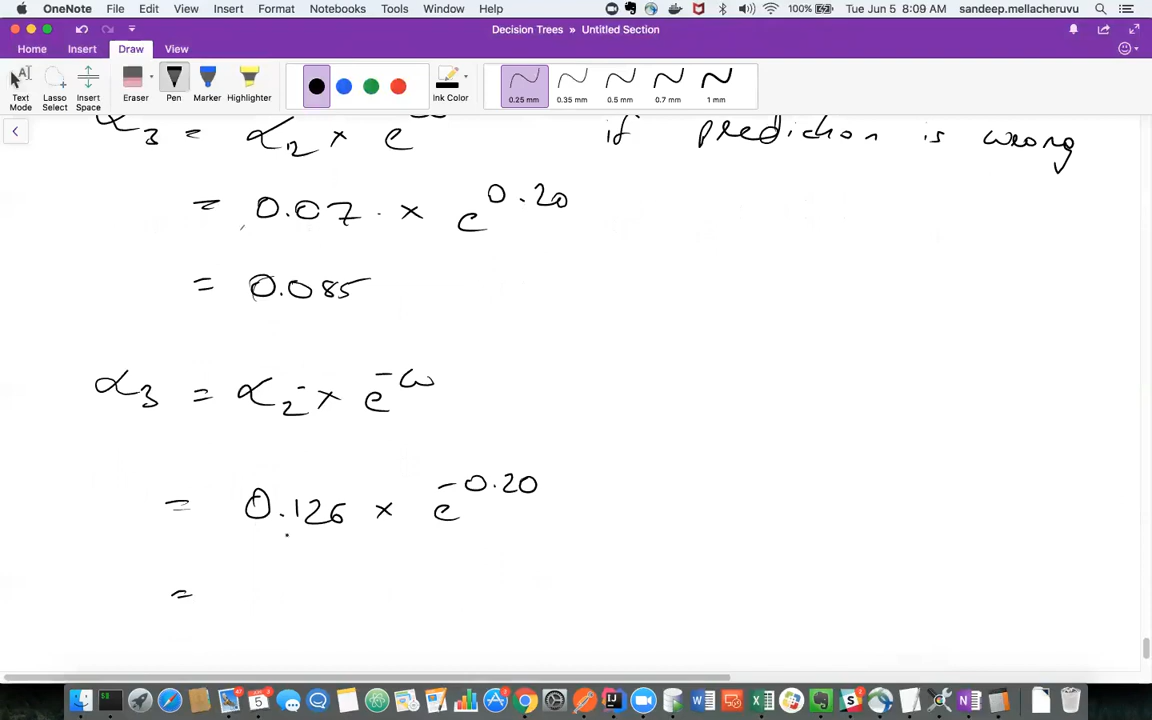 OneNote File Edit View Insert Format Notebooks Tools Window Help 100% Tue Jun 5 8:09 AM sandeep.mellacheruvu
Decision Trees » Untitled Section
Home Insert Draw View
Text Mode Lasso Select Insert Space Eraser Pen Marker Highlighter Ink Color 0.25 mm 0.35 mm 0.5 mm 0.7 mm 1 mm
α3 = α2 × e if prediction is wrong
= 0.07 × e^0.20
= 0.085
α3 = α2 × e^-ω
= 0.126 × e^-0.20
=